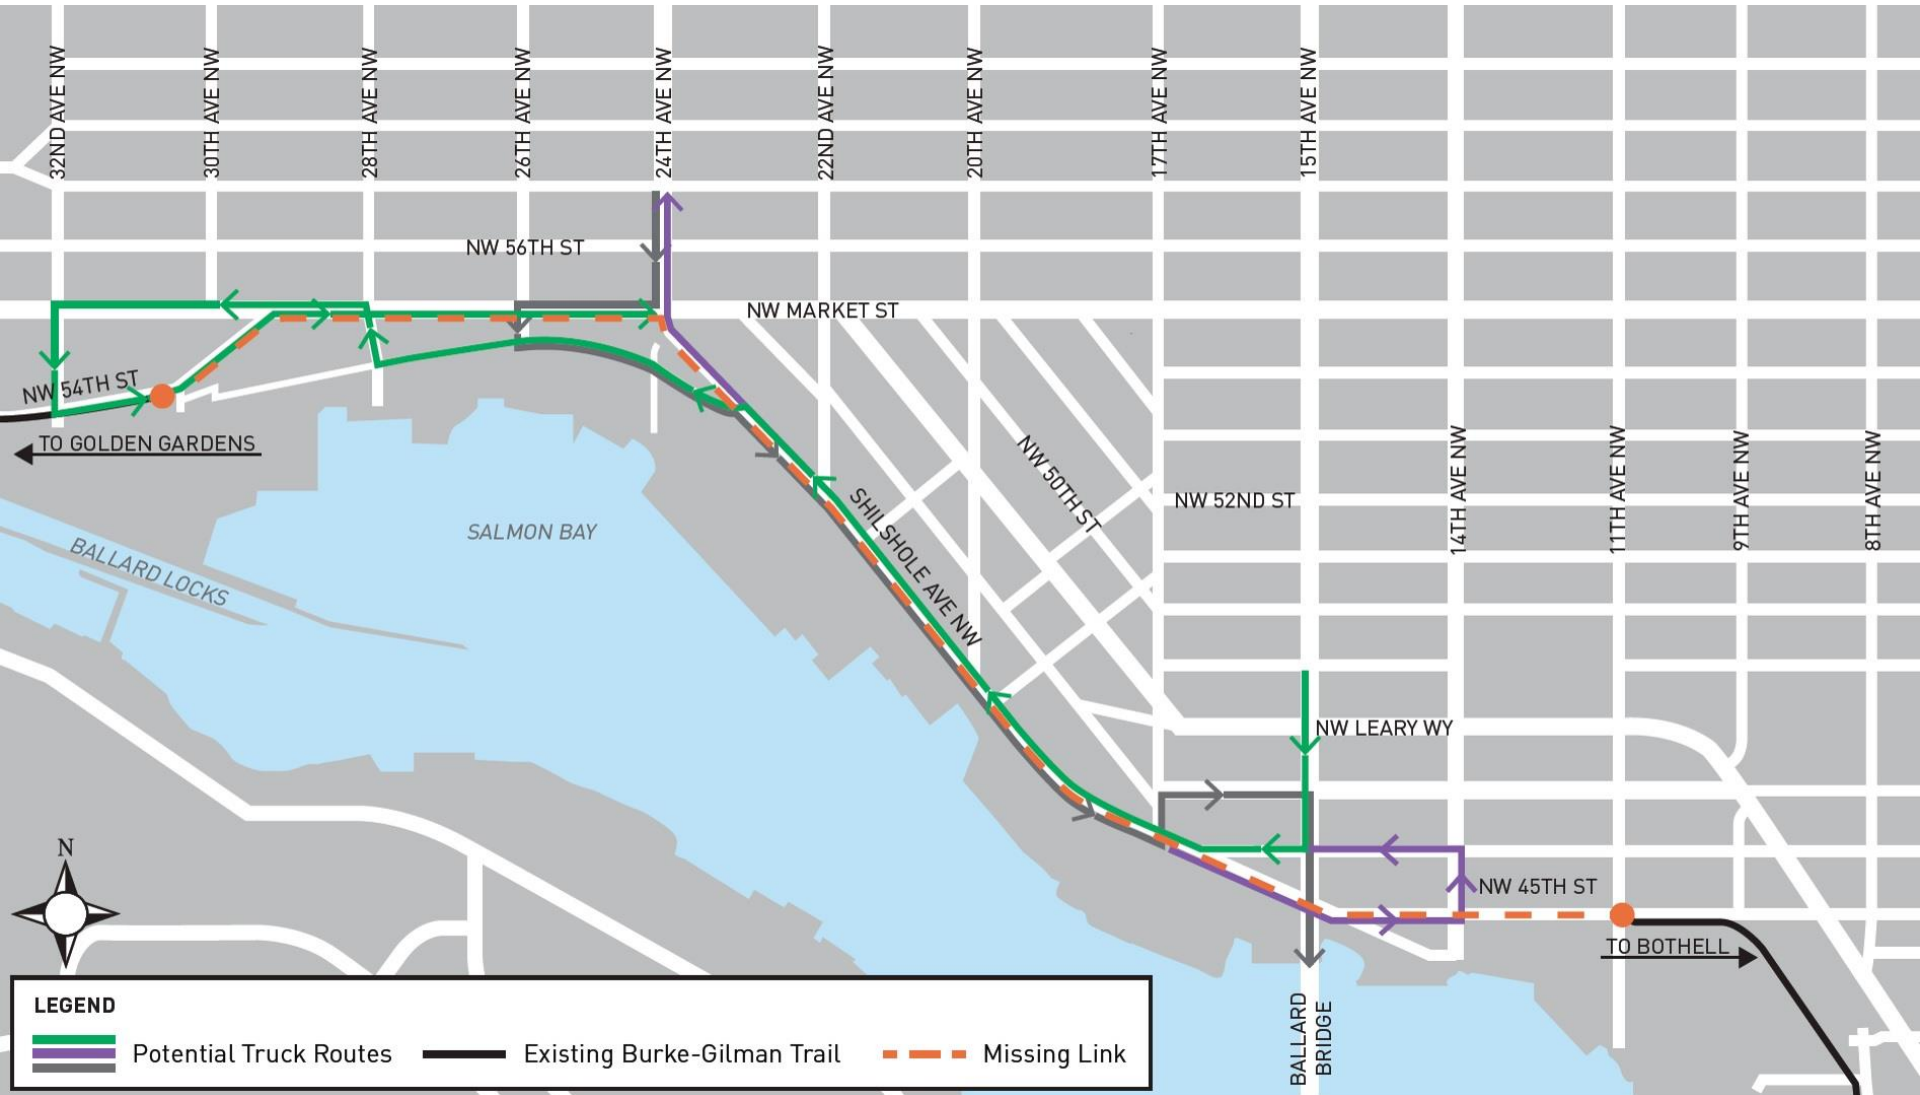 32ND AVE NW
30TH AVE NW
28TH AVE NW
26TH AVE NW
24TH AVE NW
22ND AVE NW
20TH AVE NW
17TH AVE NW
15TH AVE NW
NW 56TH ST
NW MARKET ST
NW 54TH ST
TO GOLDEN GARDENS
SALMON BAY
BALLARD LOCKS
SHILSHOLE AVE NW
NW 50TH ST
NW 52ND ST
14TH AVE NW
11TH AVE NW
9TH AVE NW
8TH AVE NW
NW LEARY WY
NW 45TH ST
TO BOTHELL
BALLARD
BRIDGE
N
LEGEND
Potential Truck Routes
Existing Burke-Gilman Trail
Missing Link